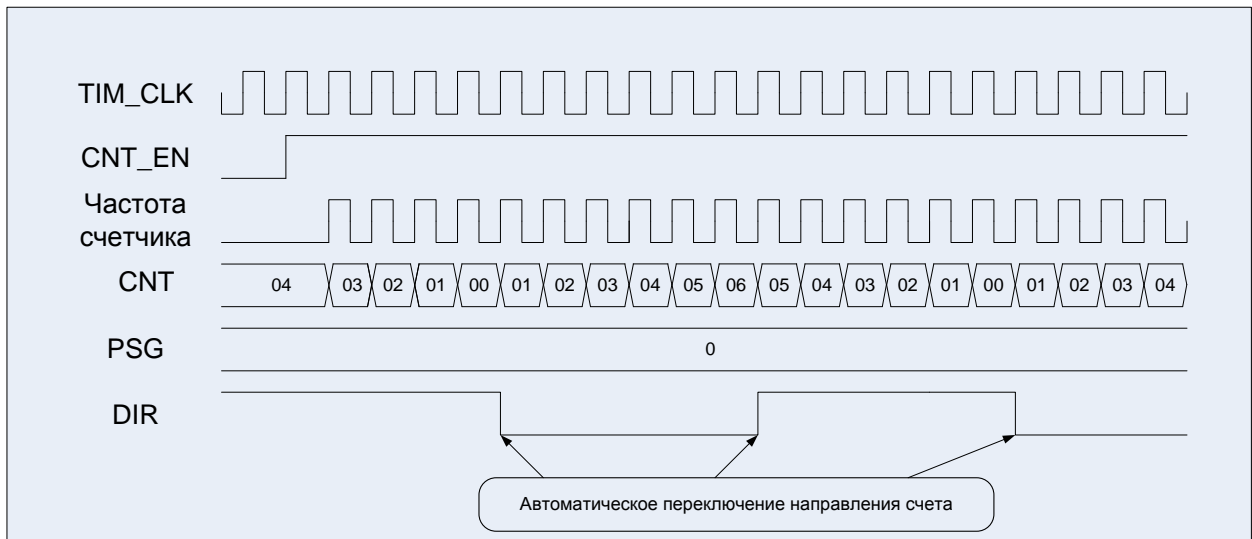 TIM_CLK
CNT_EN
Частота
счетчика
CNT
04 03 02 01 00 01 02 03 04 05 06 05 04 03 02 01 00 01 02 03 04
PSG
0
DIR
Автоматическое переключение направления счета